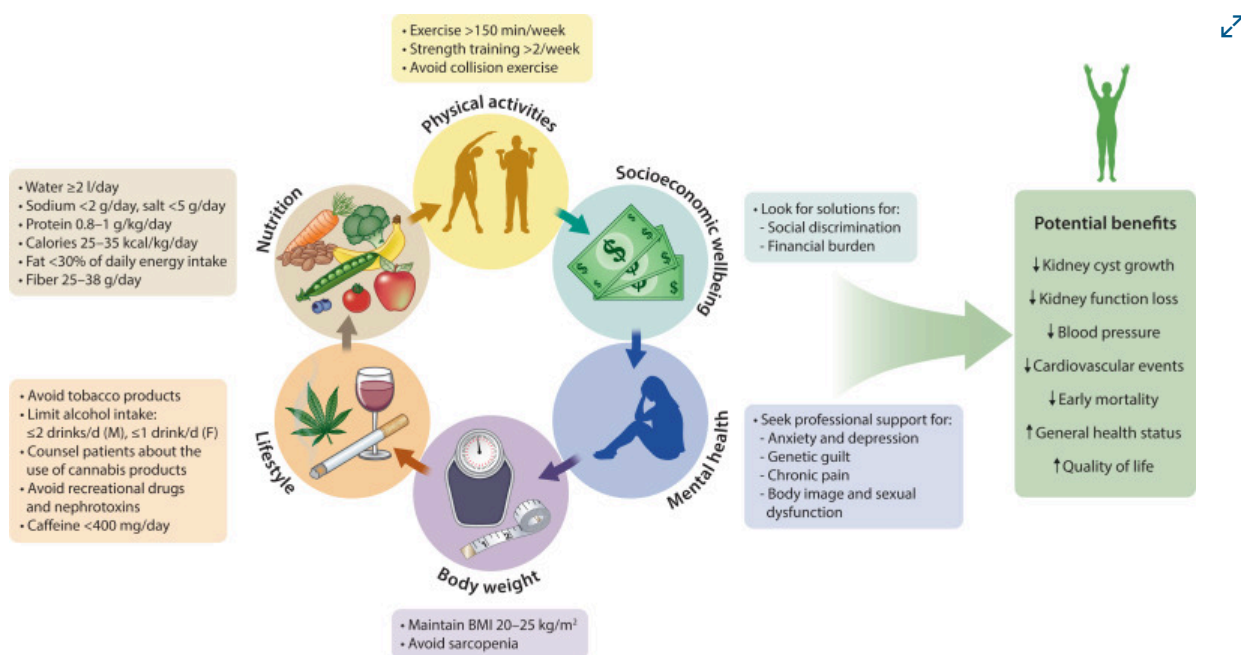 • Exercise >150 min/week
• Strength training >2/week
• Avoid collision exercise
Physical activities
Socioeconomic wellbeing
Mental health
Body weight
Lifestyle
Nutrition
• Water ≥2 l/day
• Sodium <2 g/day, salt <5 g/day
• Protein 0.8–1 g/kg/day
• Calories 25–35 kcal/kg/day
• Fat <30% of daily energy intake
• Fiber 25–38 g/day
• Avoid tobacco products
• Limit alcohol intake:
≤2 drinks/d (M), ≤1 drink/d (F)
• Counsel patients about the
use of cannabis products
• Avoid recreational drugs
and nephrotoxins
• Caffeine <400 mg/day
• Maintain BMI 20–25 kg/m²
• Avoid sarcopenia
• Look for solutions for:
- Social discrimination
- Financial burden
• Seek professional support for:
- Anxiety and depression
- Genetic guilt
- Chronic pain
- Body image and sexual
dysfunction
Potential benefits
↓Kidney cyst growth
↓Kidney function loss
↓Blood pressure
↓Cardiovascular events
↓Early mortality
↑General health status
↑Quality of life